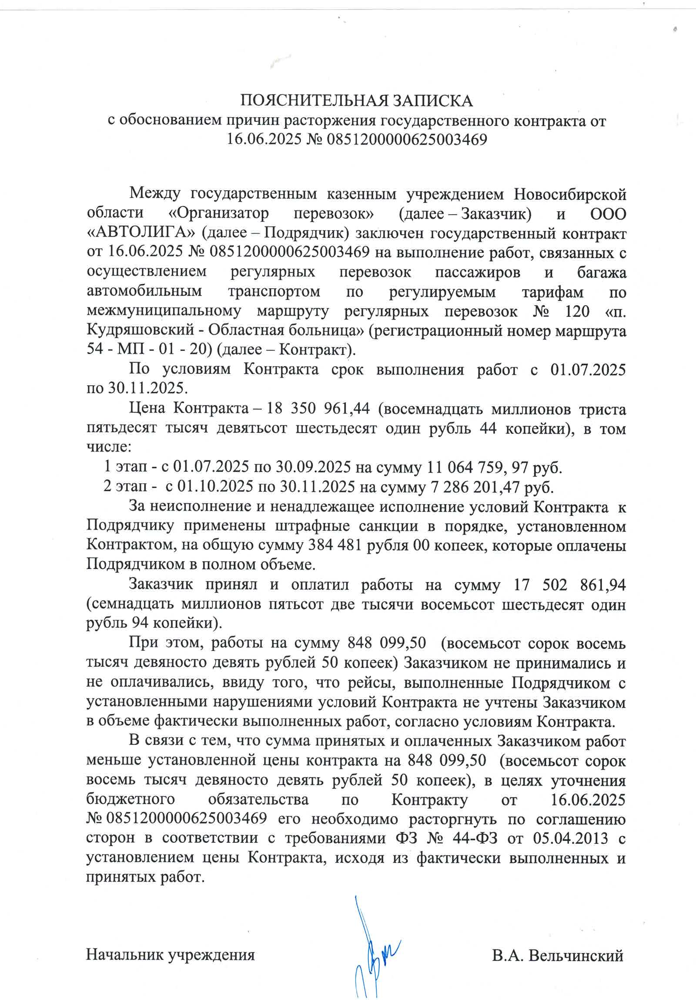 ПОЯСНИТЕЛЬНАЯ ЗАПИСКА
с обоснованием причин расторжения государственного контракта от
16.06.2025 № 0851200000625003469
Между государственным казенным учреждением Новосибирской
области «Организатор перевозок» (далее – Заказчик) и ООО
«АВТОЛИГА» (далее – Подрядчик) заключен государственный контракт
от 16.06.2025 № 0851200000625003469 на выполнение работ, связанных с
осуществлением регулярных перевозок пассажиров и багажа
автомобильным транспортом по регулируемым тарифам по
межмуниципальному маршруту регулярных перевозок № 120 «п.
Кудряшовский - Областная больница» (регистрационный номер маршрута
54 - МП - 01 - 20) (далее – Контракт).
По условиям Контракта срок выполнения работ с 01.07.2025
по 30.11.2025.
Цена Контракта – 18 350 961,44 (восемнадцать миллионов триста
пятьдесят тысяч девятьсот шестьдесят один рубль 44 копейки), в том
числе:
1 этап - с 01.07.2025 по 30.09.2025 на сумму 11 064 759, 97 руб.
2 этап - с 01.10.2025 по 30.11.2025 на сумму 7 286 201,47 руб.
За неисполнение и ненадлежащее исполнение условий Контракта к
Подрядчику применены штрафные санкции в порядке, установленном
Контрактом, на общую сумму 384 481 рубля 00 копеек, которые оплачены
Подрядчиком в полном объеме.
Заказчик принял и оплатил работы на сумму 17 502 861,94
(семнадцать миллионов пятьсот две тысячи восемьсот шестьдесят один
рубль 94 копейки).
При этом, работы на сумму 848 099,50 (восемьсот сорок восемь
тысяч девяносто девять рублей 50 копеек) Заказчиком не принимались и
не оплачивались, ввиду того, что рейсы, выполненные Подрядчиком с
установленными нарушениями условий Контракта не учтены Заказчиком
в объеме фактически выполненных работ, согласно условиям Контракта.
В связи с тем, что сумма принятых и оплаченных Заказчиком работ
меньше установленной цены контракта на 848 099,50 (восемьсот сорок
восемь тысяч девяносто девять рублей 50 копеек), в целях уточнения
бюджетного обязательства по Контракту от 16.06.2025
№ 0851200000625003469 его необходимо расторгнуть по соглашению
сторон в соответствии с требованиями ФЗ № 44-ФЗ от 05.04.2013 с
установлением цены Контракта, исходя из фактически выполненных и
принятых работ.
Начальник учреждения В.А. Вельчинский